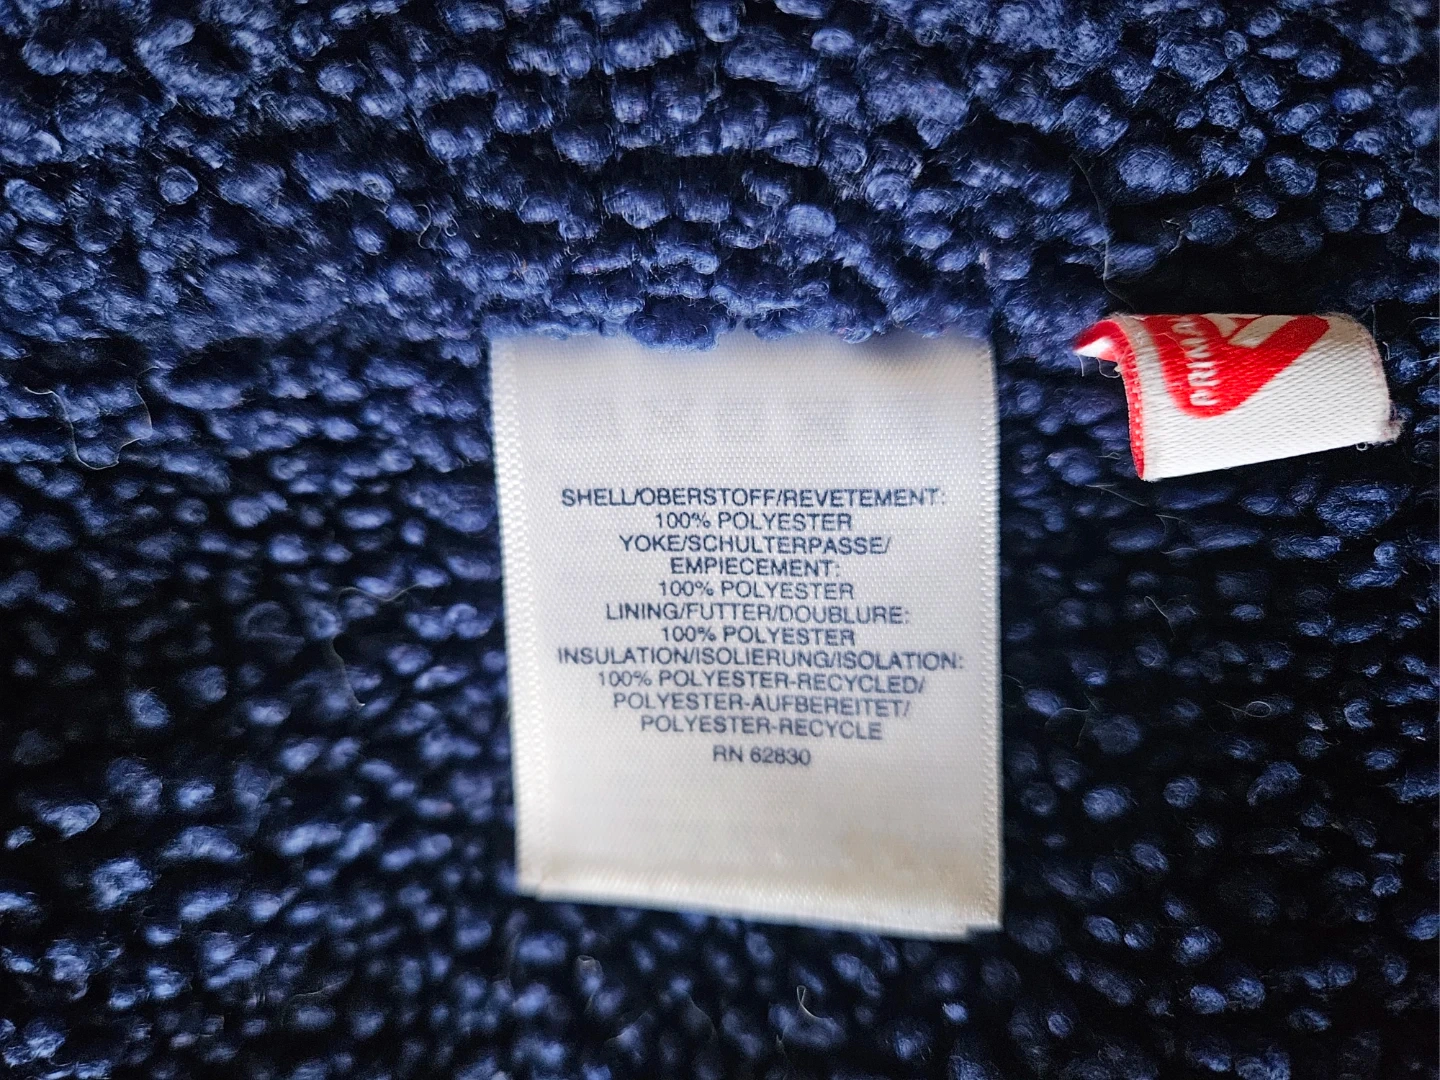 SHELL/OBERSTOFF/REVETEMENT:
100% POLYESTER
YOKE/SCHULTERPASSE/
EMPIECEMENT:
100% POLYESTER
LINING/FUTTER/DOUBLURE:
100% POLYESTER
INSULATION/ISOLIERUNG/ISOLATION:
100% POLYESTER-RECYCLED/
POLYESTER-AUFBEREITET/
POLYESTER-RECYCLE
RN 62830